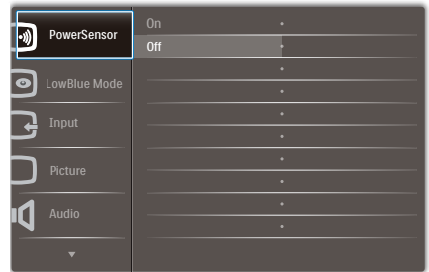 PowerSensor
LowBlue Mode
Input
Picture
Audio
On
Off